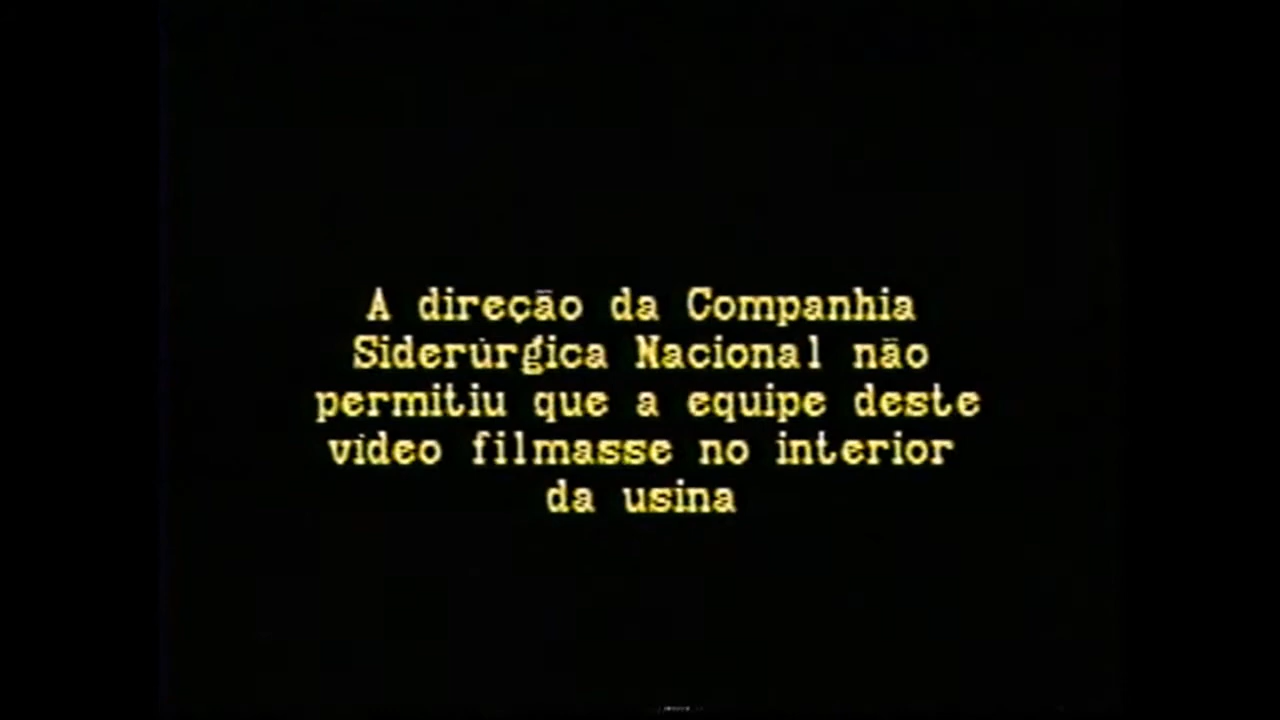 A direção da Companhia
Siderúrgica Nacional não
permitiu que a equipe deste
vídeo filmasse no interior
da usina